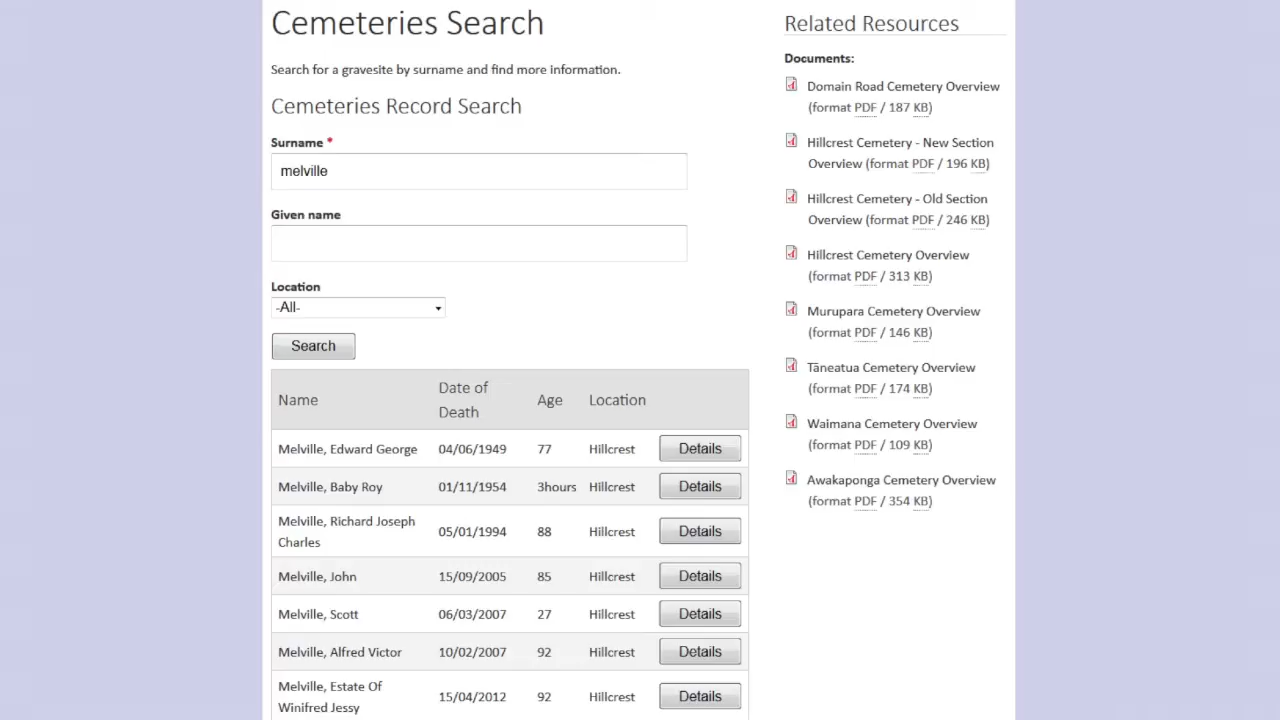 Cemeteries Search
Search for a gravesite by surname and find more information.
Cemeteries Record Search
Surname *
melville
Given name
Location
-All-
Search
Name Date of Death Age Location
Melville, Edward George 04/06/1949 77 Hillcrest Details
Melville, Baby Roy 01/11/1954 3hours Hillcrest Details
Melville, Richard Joseph
Charles 05/01/1994 88 Hillcrest Details
Melville, John 15/09/2005 85 Hillcrest Details
Melville, Scott 06/03/2007 27 Hillcrest Details
Melville, Alfred Victor 10/02/2007 92 Hillcrest Details
Melville, Estate Of
Winifred Jessy 15/04/2012 92 Hillcrest Details
Related Resources
Documents:
Domain Road Cemetery Overview
(format PDF / 187 KB)
Hillcrest Cemetery - New Section
Overview (format PDF / 196 KB)
Hillcrest Cemetery - Old Section
Overview (format PDF / 246 KB)
Hillcrest Cemetery Overview
(format PDF / 313 KB)
Murupara Cemetery Overview
(format PDF / 146 KB)
Tāneatua Cemetery Overview
(format PDF / 174 KB)
Waimana Cemetery Overview
(format PDF / 109 KB)
Awakaponga Cemetery Overview
(format PDF / 354 KB)